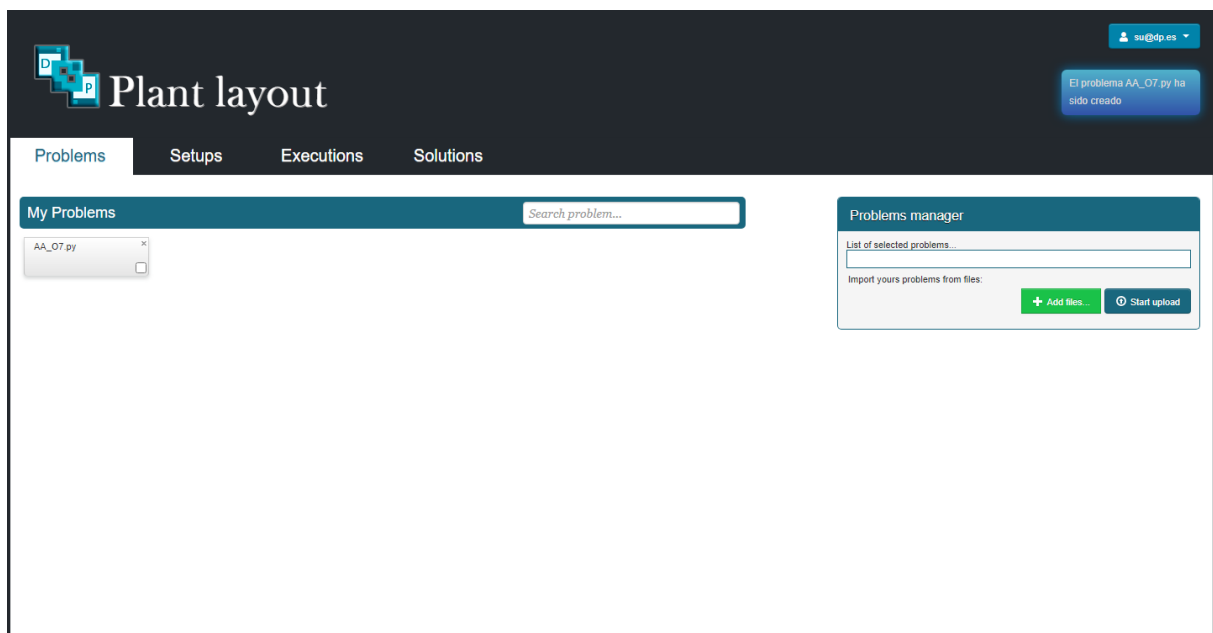 su@dp.es
D
P
Plant layout
El problema AA_O7.py ha
sido creado
Problems
Setups
Executions
Solutions
My Problems
Search problem...
Problems manager
AA_O7.py
×
List of selected problems...
Import yours problems from files:
+ Add files...
Start upload